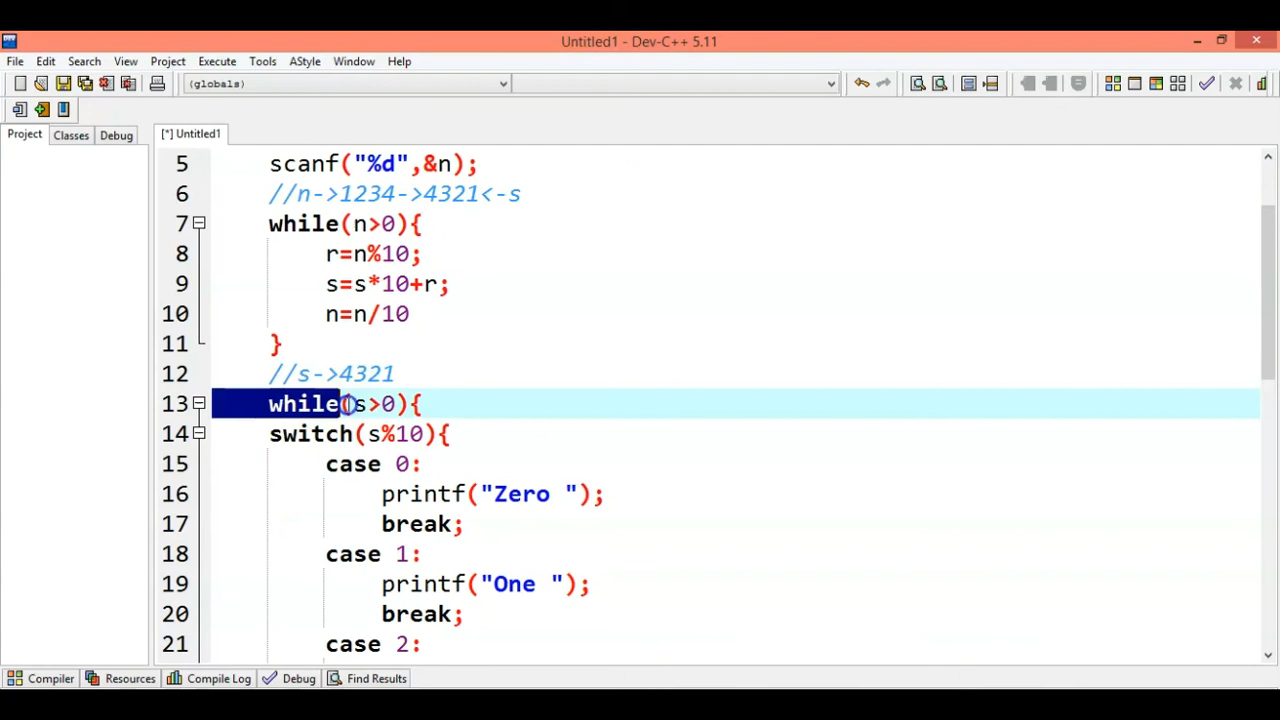 Untitled1 - Dev-C++ 5.11
File Edit Search View Project Execute Tools AStyle Window Help
(globals)
Project Classes Debug [*] Untitled1
5 scanf("%d",&n);
6 //n->1234->4321<-s
7 while(n>0){
8 r=n%10;
9 s=s*10+r;
10 n=n/10
11 }
12 //s->4321
13 while(s>0){
14 switch(s%10){
15 case 0:
16 printf("Zero ");
17 break;
18 case 1:
19 printf("One ");
20 break;
21 case 2:
Compiler Resources Compile Log Debug Find Results